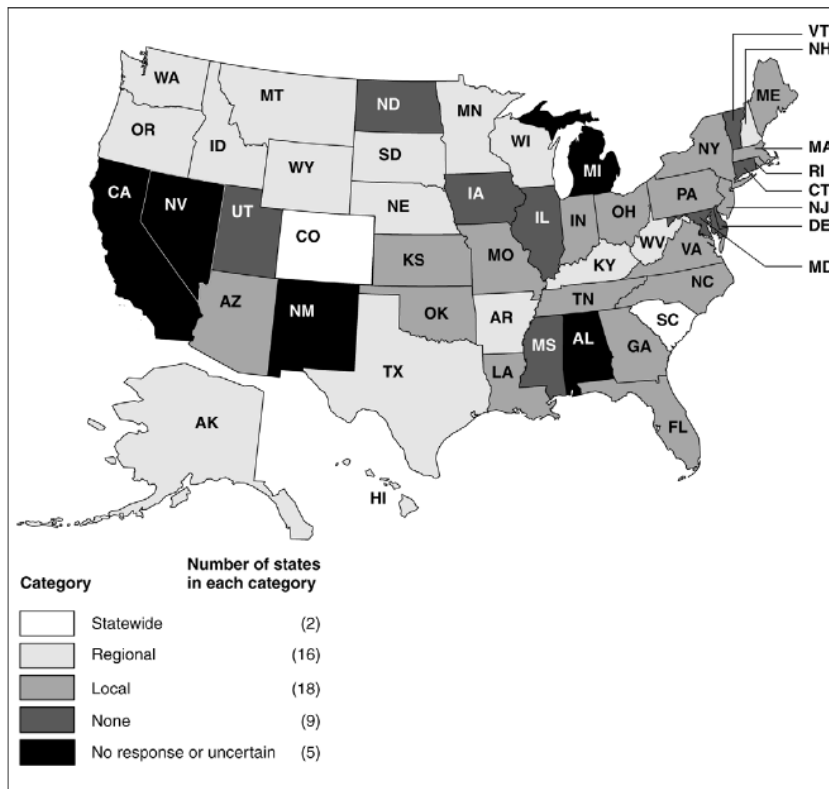 VT
NH
WA
MT
ND
MN
ME
OR
ID
SD
WI
MI
NY
MA
WY
RI
CT
CA
NV
UT
NE
IA
IL
IN
OH
PA
NJ
DE
CO
KS
MO
WV
VA
KY
MD
NC
AZ
NM
OK
AR
TN
SC
MS
AL
GA
TX
LA
AK
FL
HI
Number of states
Category in each category
Statewide (2)
Regional (16)
Local (18)
None (9)
No response or uncertain (5)